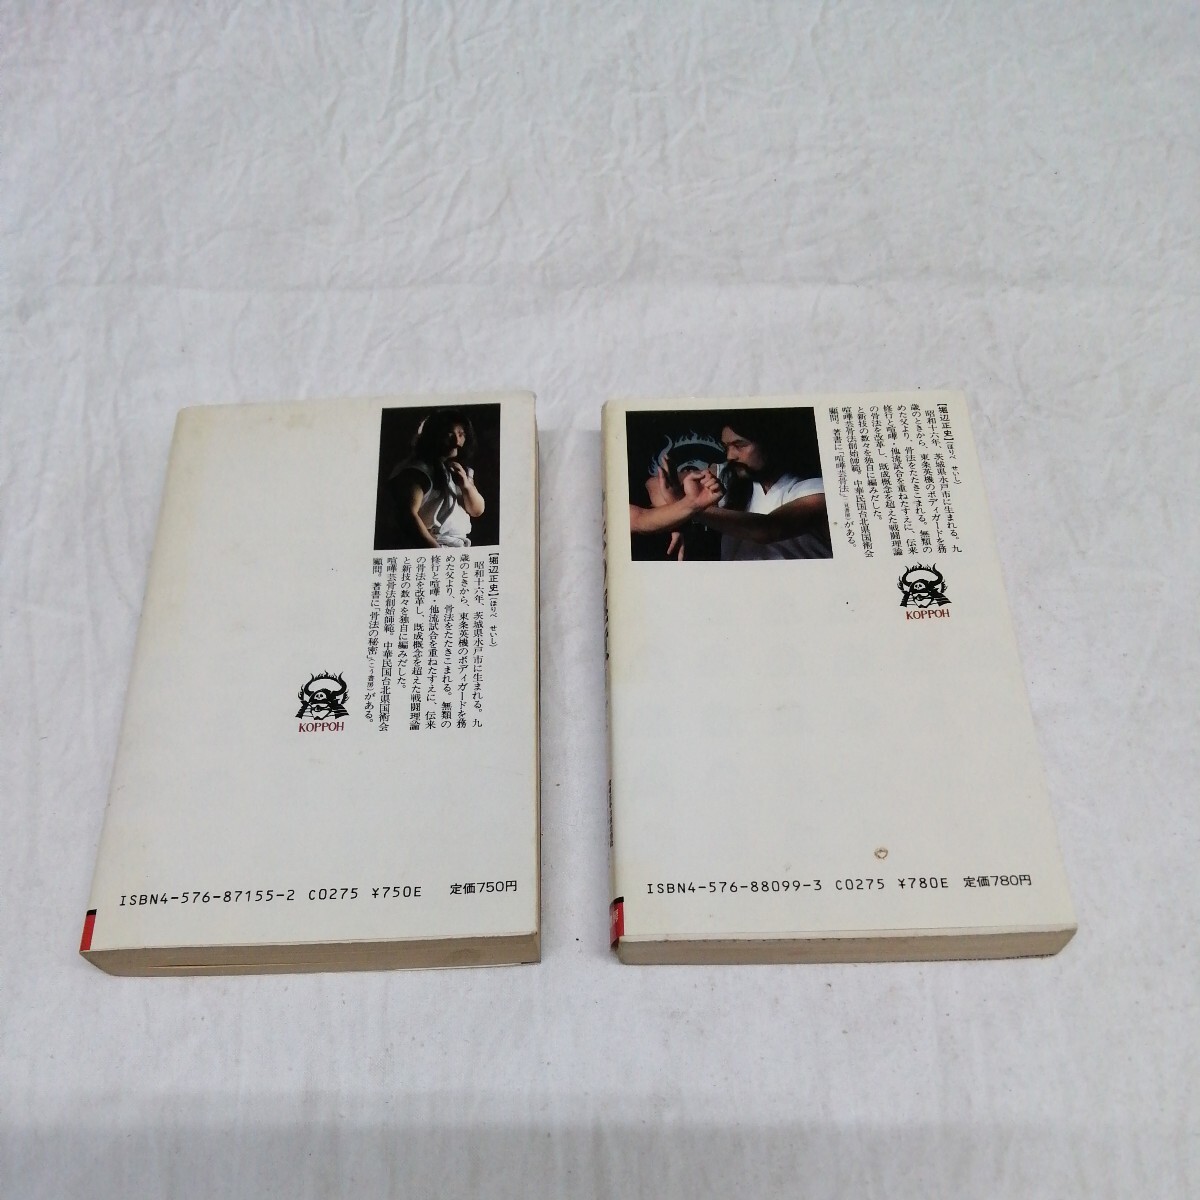 【堀辺正史】(ほりべ せいし)
昭和十六年、茨城県水戸市に生まれる。九
歳のときから、東条英機のボディガードを務
めた父より、骨法をたたきこまれる。無類の
修行と喧嘩・他流試合を重ねたすえに、伝来
の骨法を改革し、既成概念を超えた戦闘理論
と新技の数々を独自に編みだした。
喧嘩芸骨法創始師範。中華民国台北県国術会
顧問。著書に「骨法の秘密」(こう書房)がある。
KOPPOH
ISBN4-576-87155-2 C0275 ¥750E 定価750円
【堀辺正史】(ほりべ せいし)
昭和十六年、茨城県水戸市に生まれる。九
歳のときから、東条英機のボディガードを務
めた父より、骨法をたたきこまれる。無類の
修行と喧嘩・他流試合を重ねたすえに、伝来
の骨法を改革し、既成概念を超えた戦闘理論
と新技の数々を独自に編みだした。
喧嘩芸骨法創始師範。中華民国台北県国術会
顧問。著書に「喧嘩芸骨法」がある。
KOPPOH
ISBN4-576-88099-3 C0275 ¥780E 定価780円